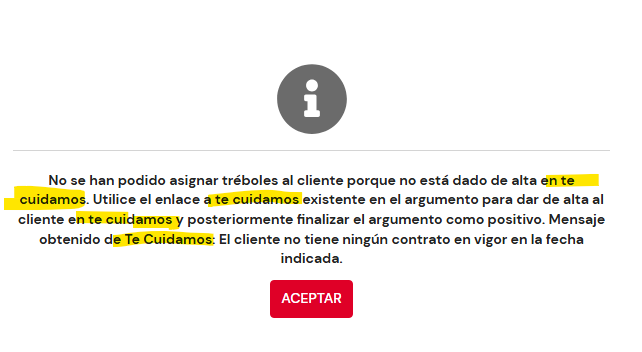 No se han podido asignar tréboles al cliente porque no está dado de alta en te
cuidamos. Utilice el enlace a te cuidamos existente en el argumento para dar de alta al
cliente en te cuidamos y posteriormente finalizar el argumento como positivo. Mensaje
obtenido de Te Cuidamos: El cliente no tiene ningún contrato en vigor en la fecha
indicada.
ACEPTAR